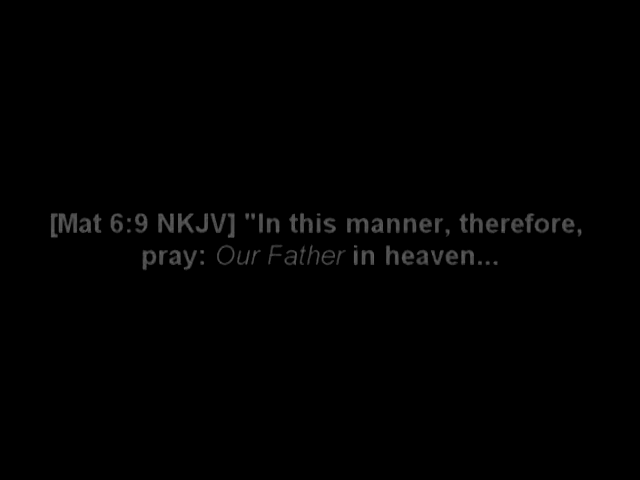 [Mat 6:9 NKJV] "In this manner, therefore,
pray: Our Father in heaven...